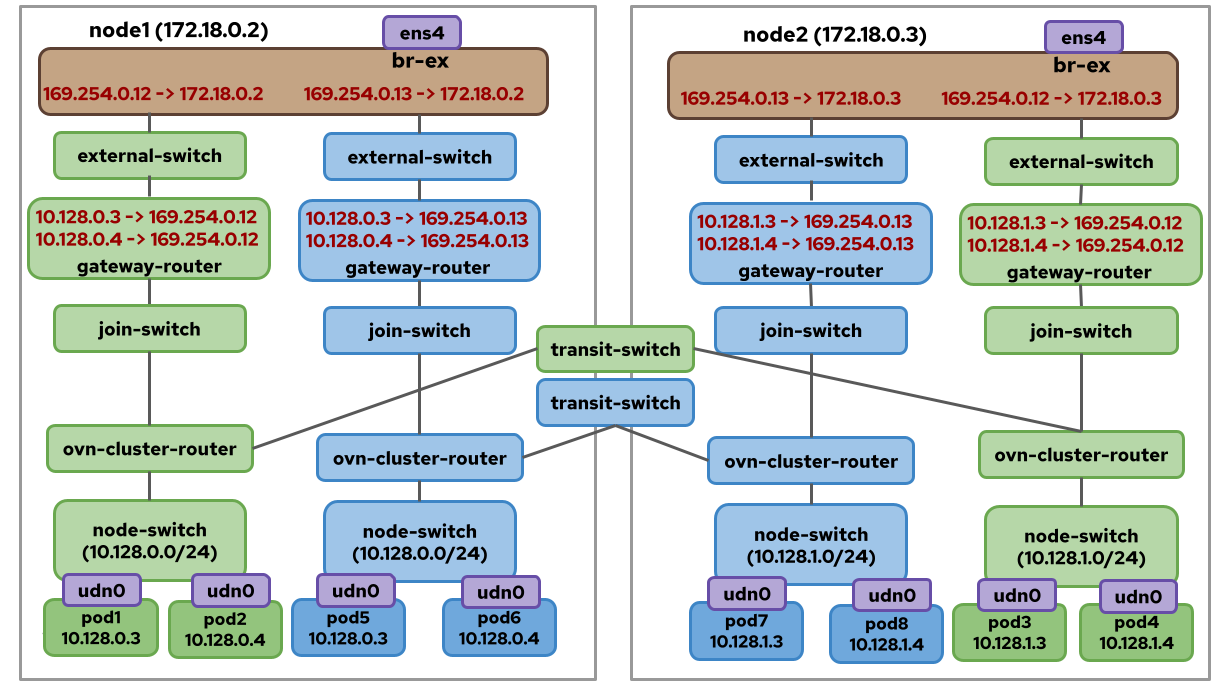 node1 (172.18.0.2)
ens4
br-ex
169.254.0.12 -> 172.18.0.2
169.254.0.13 -> 172.18.0.2
external-switch
external-switch
10.128.0.3 -> 169.254.0.12
10.128.0.4 -> 169.254.0.12
gateway-router
10.128.0.3 -> 169.254.0.13
10.128.0.4 -> 169.254.0.13
gateway-router
join-switch
join-switch
transit-switch
transit-switch
ovn-cluster-router
ovn-cluster-router
node-switch
(10.128.0.0/24)
node-switch
(10.128.0.0/24)
udn0
pod1
10.128.0.3
udn0
pod2
10.128.0.4
udn0
pod5
10.128.0.3
udn0
pod6
10.128.0.4
node2 (172.18.0.3)
ens4
br-ex
169.254.0.13 -> 172.18.0.3
169.254.0.12 -> 172.18.0.3
external-switch
external-switch
10.128.1.3 -> 169.254.0.13
10.128.1.4 -> 169.254.0.13
gateway-router
10.128.1.3 -> 169.254.0.12
10.128.1.4 -> 169.254.0.12
gateway-router
join-switch
join-switch
ovn-cluster-router
ovn-cluster-router
node-switch
(10.128.1.0/24)
node-switch
(10.128.1.0/24)
udn0
pod7
10.128.1.3
udn0
pod8
10.128.1.4
udn0
pod3
10.128.1.3
udn0
pod4
10.128.1.4